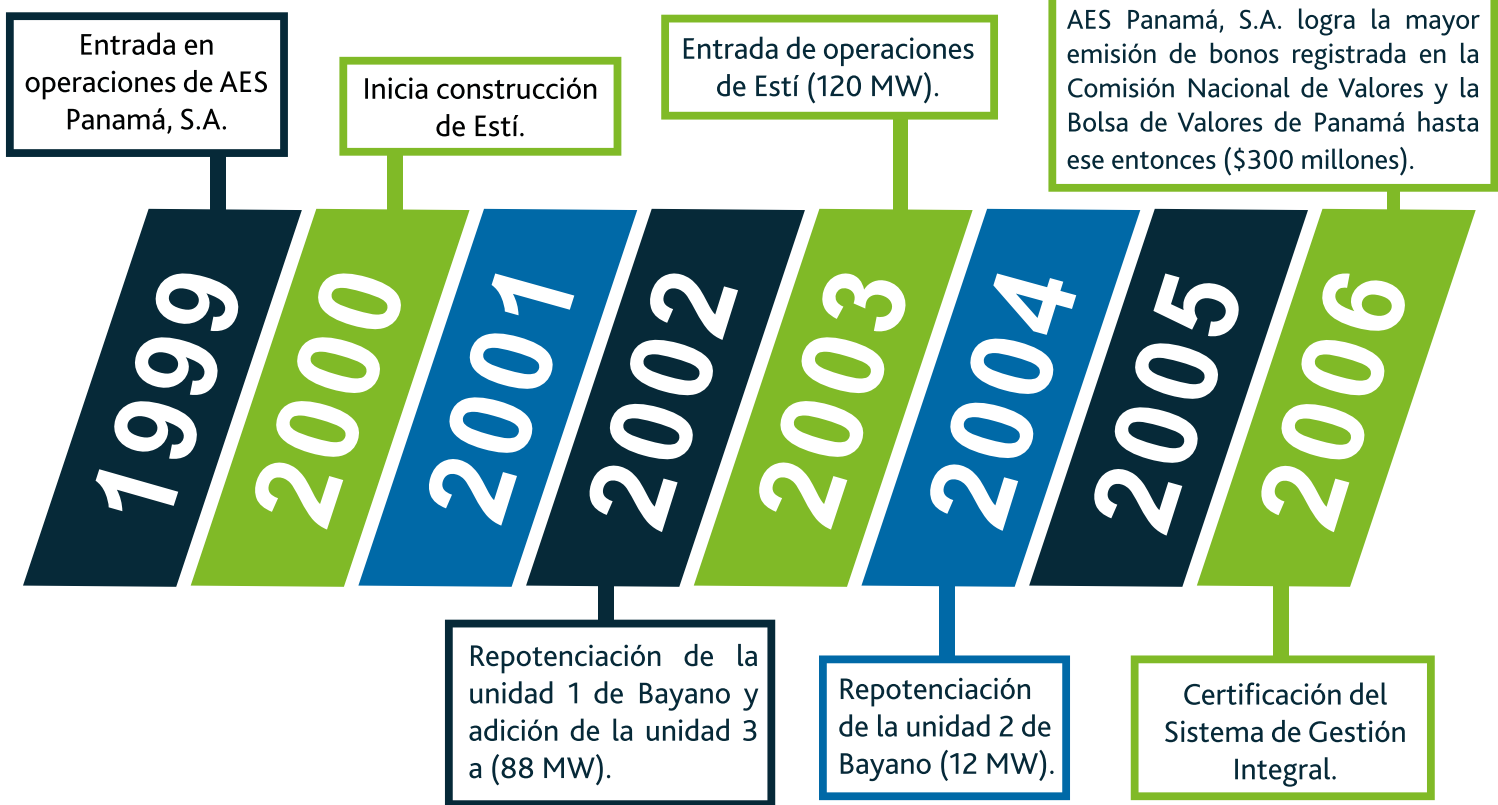 Entrada en
operaciones de AES
Panamá, S.A.
Inicia construcción
de Estí.
Entrada de operaciones
de Estí (120 MW).
AES Panamá, S.A. logra la mayor
emisión de bonos registrada en la
Comisión Nacional de Valores y la
Bolsa de Valores de Panamá hasta
ese entonces ($300 millones).
1999
2000
2001
2002
2003
2004
2005
2006
Repotenciación de la
unidad 1 de Bayano y
adición de la unidad 3
a (88 MW).
Repotenciación
de la unidad 2 de
Bayano (12 MW).
Certificación del
Sistema de Gestión
Integral.